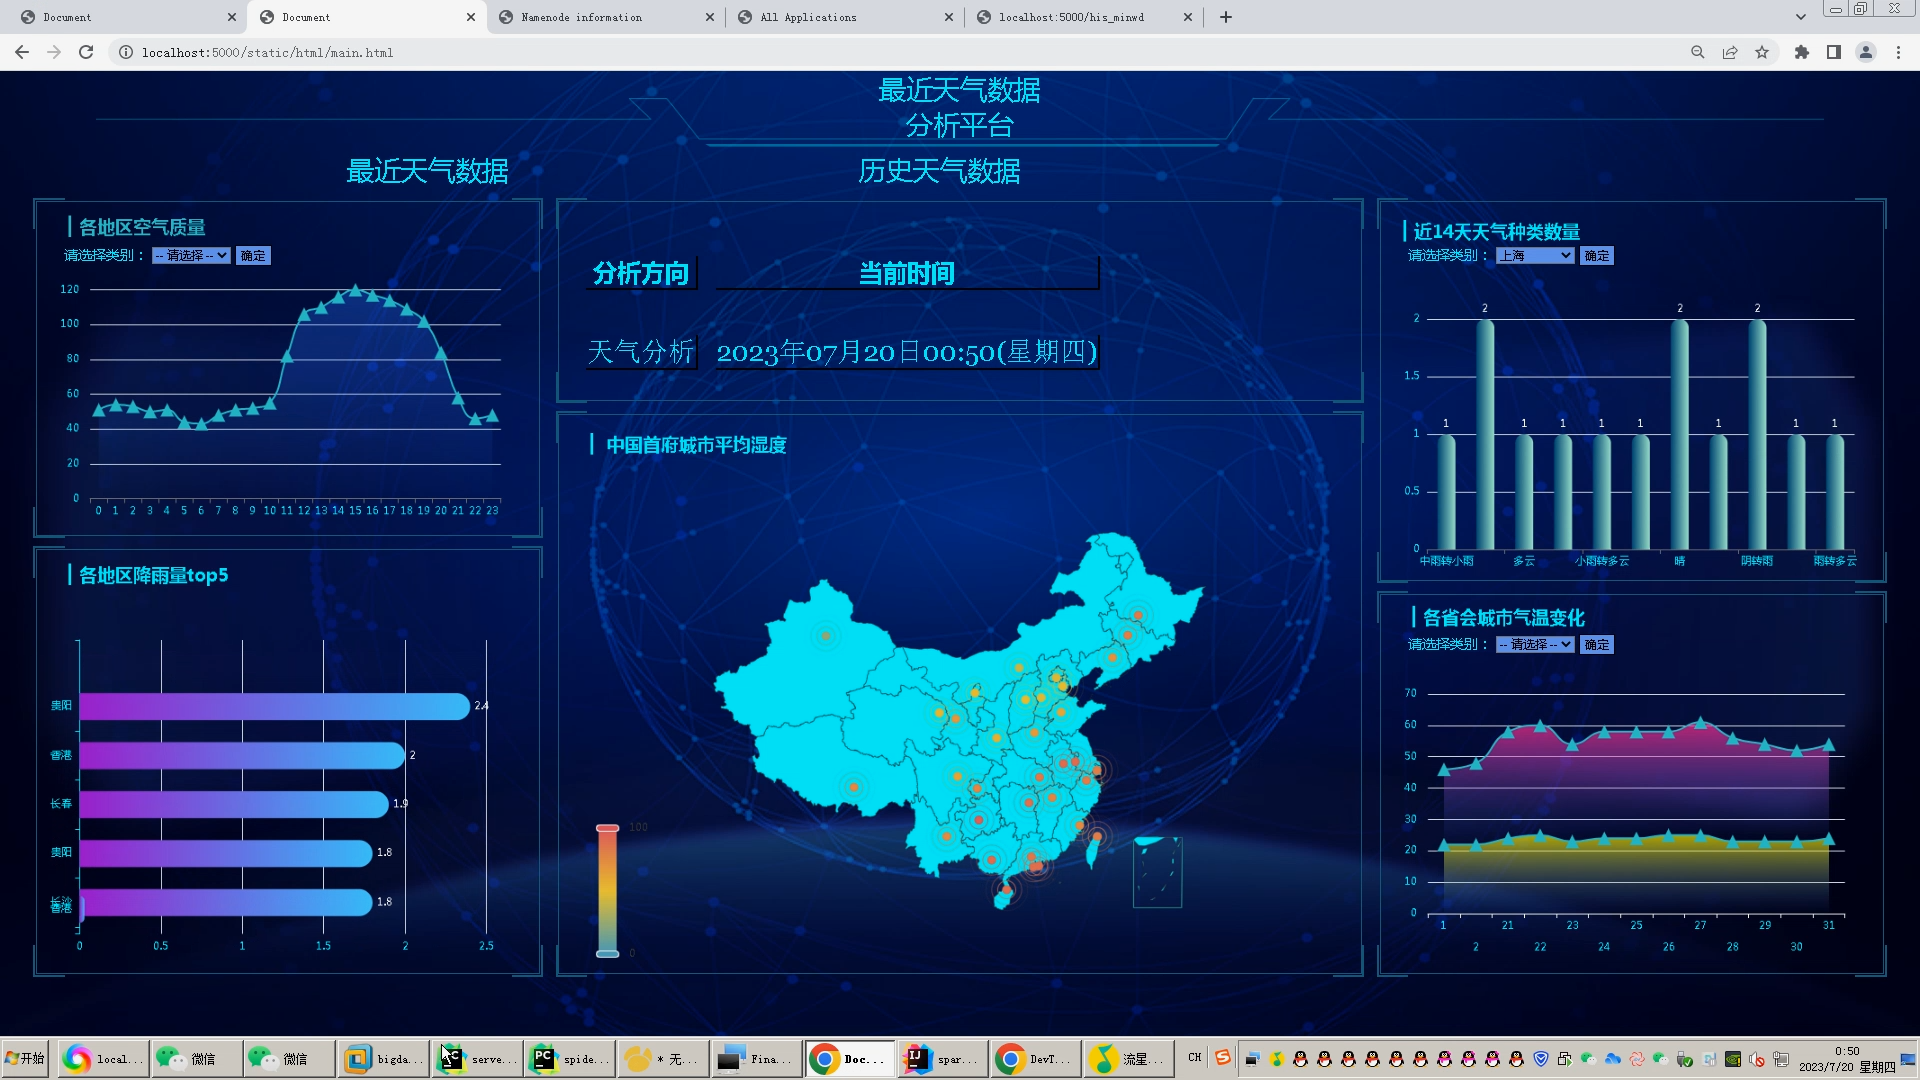 Document
Document
Namenode information
All Applications
localhost:5000/his_minwd
localhost:5000/static/html/main.html
最近天气数据
分析平台
最近天气数据
历史天气数据
各地区空气质量
请选择类别：
-- 请选择 --
确定
120
100
80
60
40
20
0
0 1 2 3 4 5 6 7 8 9 10 11 12 13 14 15 16 17 18 19 20 21 22 23
各地区降雨量top5
贵阳
2.4
香港
2
长春
1.9
贵阳
1.8
长沙
香港
1.8
0 0.5 1 1.5 2 2.5
分析方向
当前时间
天气分析
2023年07月20日00:50(星期四)
中国首府城市平均湿度
100
0
近14天天气种类数量
请选择类别：
上海
确定
2
1.5
1
0.5
0
1 2 1 1 1 1 2 1 2 1 1
中雨转小雨 多云 小雨转多云 晴 阴转雨 雨转多云
各省会城市气温变化
请选择类别：
-- 请选择 --
确定
70
60
50
40
30
20
10
0
1 2 21 22 23 24 25 26 27 28 29 30 31
开始
local...
微信
微信
bigda...
serve...
spide...
* 无...
Fina...
Doc...
spar...
DevT...
流星...
CH
0:50
2023/7/20 星期四